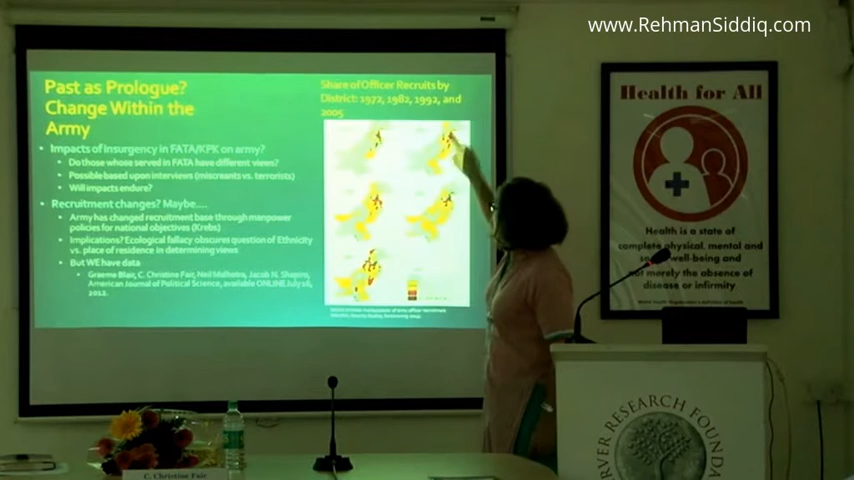 www.RehmanSiddiq.com
Past as Prologue?
Change Within the
Army
Impacts of Insurgency in FATA/KPK on army?
Do those whose served in FATA have different views?
Possible based upon interviews (miscreants vs. terrorists)
Will impacts endure?
Recruitment changes? Maybe....
Army has changed recruitment base through manpower
policies for national objectives (Krebs)
Implications? Ecological fallacy obscures question of Ethnicity
vs. place of residence in determining views
But WE have data
Graeme Blair, C. Christine Fair, Neil Malhotra, Jacob N. Shapiro,
American Journal of Political Science, available ONLINE July 16,
2012.
Share of Officer Recruits by
District: 1972, 1982, 1992, and
2005
Health for All
Health is a state of
complete physical, mental and
well-being and
not merely the absence of
disease or infirmity
RVER RESEARCH FOUNDA
C. Christine Fair